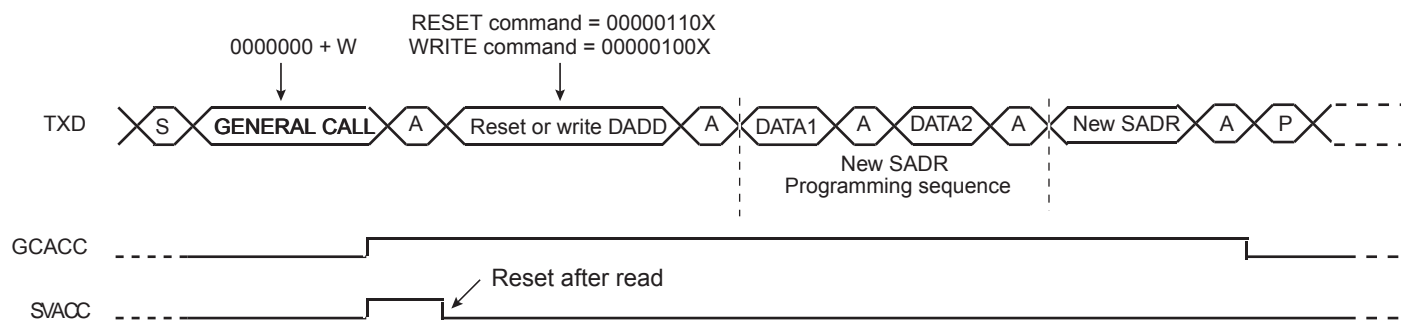 RESET command = 00000110X
0000000 + W
WRITE command = 00000100X
TXD
S
GENERAL CALL
A
Reset or write DADD
A
DATA1
A
DATA2
A
New SADR
A
P
New SADR
Programming sequence
GCACC
Reset after read
SVACC